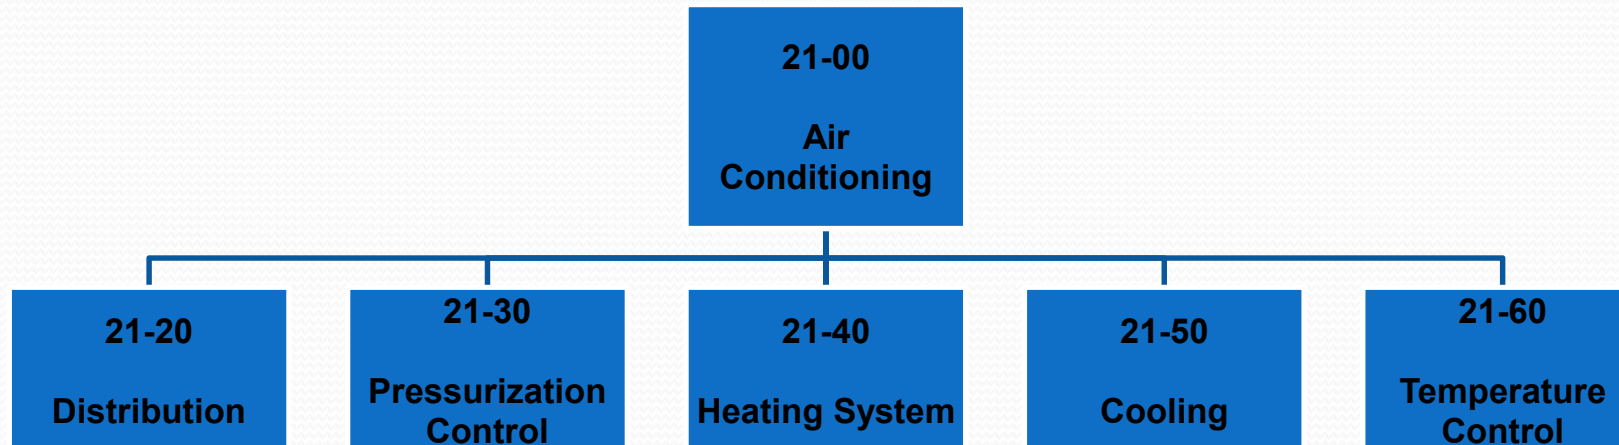 21-00
Air
Conditioning
21-20
Distribution
21-30
Pressurization
Control
21-40
Heating System
21-50
Cooling
21-60
Temperature
Control